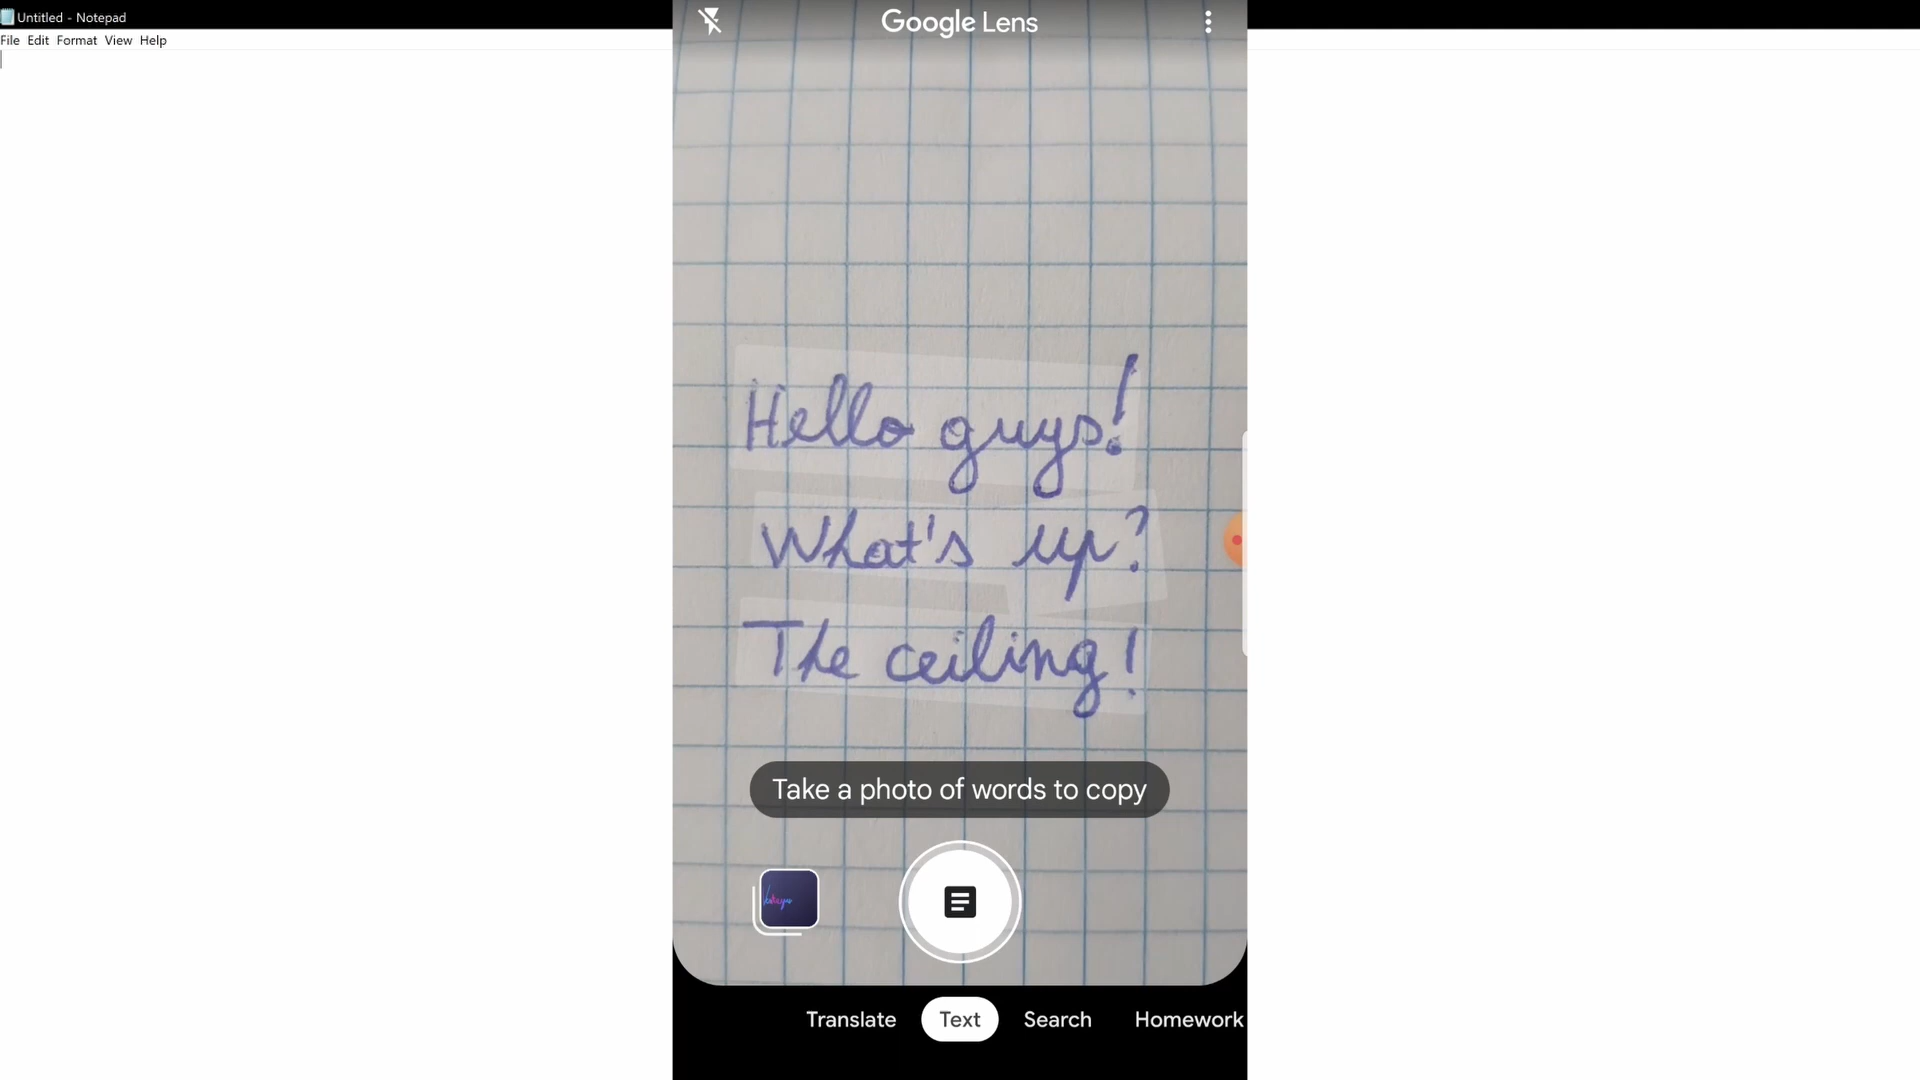 Untitled - Notepad
File Edit Format View Help
Google Lens
Hello guys!
What's up?
The ceiling!
Take a photo of words to copy
Translate Text Search Homework